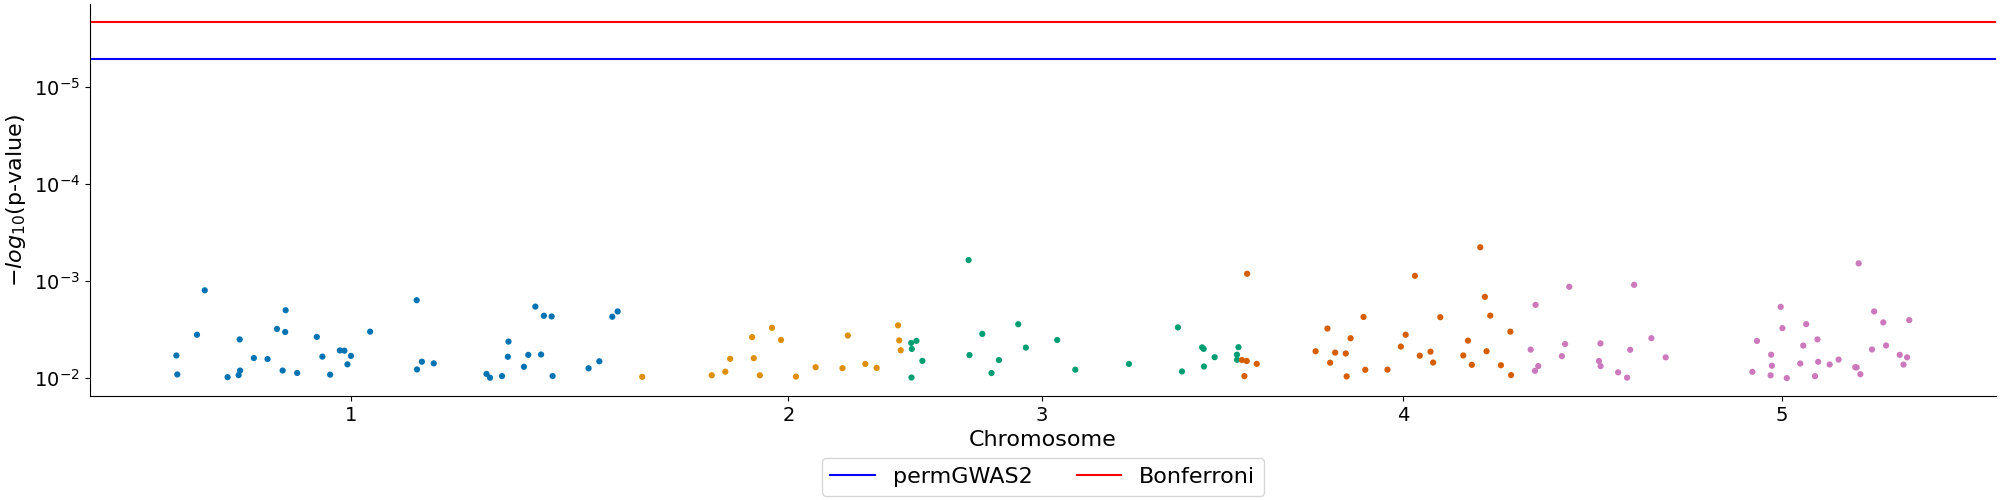 10⁻⁵
10⁻⁴
10⁻³
10⁻²
−log₁₀(p-value)
1 2 3 4 5
Chromosome
permGWAS2 Bonferroni